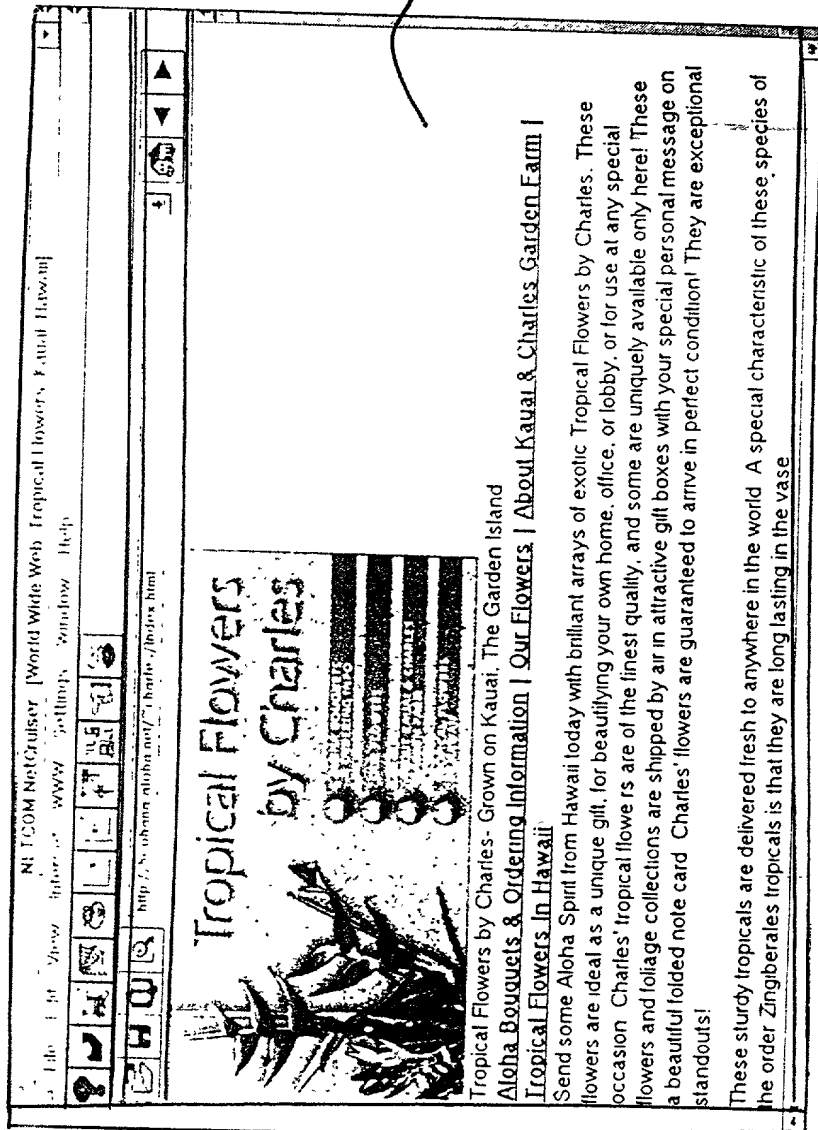 NETCOM NetCruiser [World Wide Web Tropical Flowers, Kauai Hawaii]
File Edit View Internet WWW Settings Window Help
Tropical Flowers
by Charles
Tropical Flowers by Charles- Grown on Kauai, The Garden Island
Aloha Bouquets & Ordering Information | Our Flowers | About Kauai & Charles Garden Farm |
Tropical Flowers In Hawaii
Send some Aloha Spirit from Hawaii today with brilliant arrays of exotic Tropical Flowers by Charles. These
flowers are ideal as a unique gift, for beautifying your own home, office, or lobby, or for use at any special
occasion Charles' tropical flowe rs are of the finest quality, and some are uniquely available only here! These
flowers and foliage collections are shipped by air in attractive gift boxes with your special personal message on
a beautiful folded note card Charles' flowers are guaranteed to arrive in perfect condition! They are exceptional
standouts!
These sturdy tropicals are delivered fresh to anywhere in the world A special characteristic of these species of
the order Zingiberales tropicals is that they are long lasting in the vase